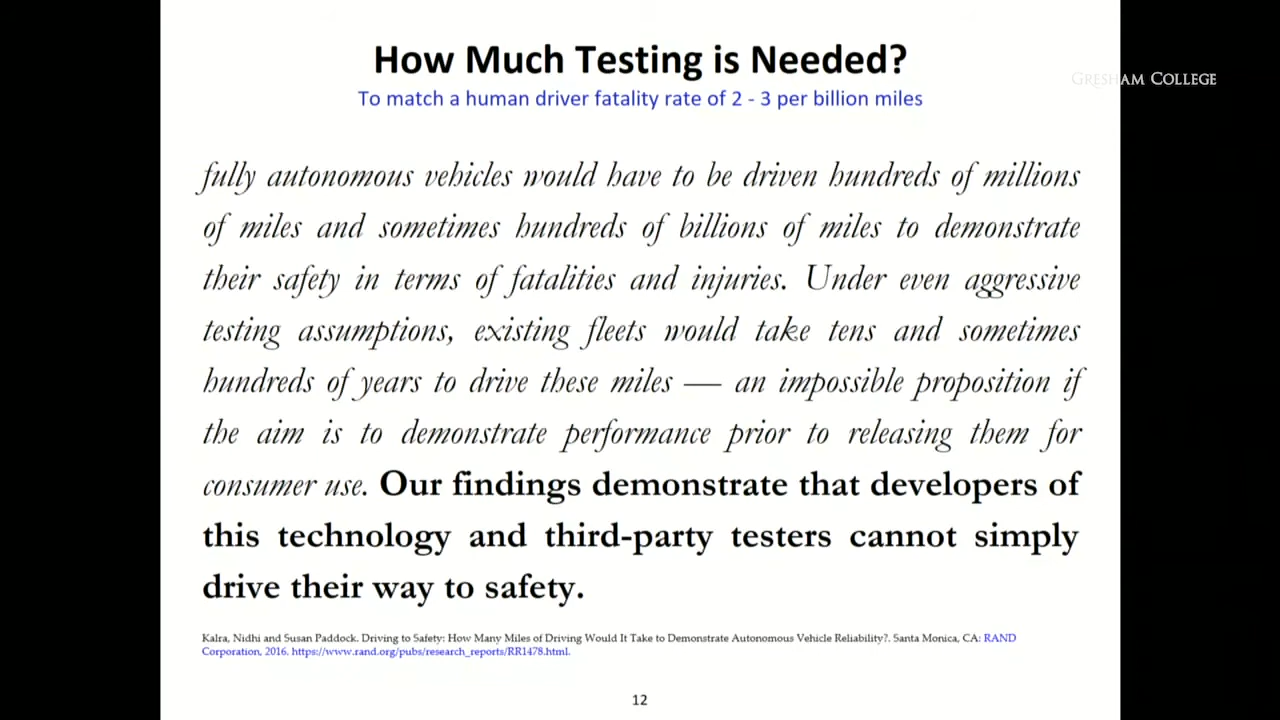 How Much Testing is Needed?
GRESHAM COLLEGE
To match a human driver fatality rate of 2 - 3 per billion miles
fully autonomous vehicles would have to be driven hundreds of millions
of miles and sometimes hundreds of billions of miles to demonstrate
their safety in terms of fatalities and injuries. Under even aggressive
testing assumptions, existing fleets would take tens and sometimes
hundreds of years to drive these miles — an impossible proposition if
the aim is to demonstrate performance prior to releasing them for
consumer use. Our findings demonstrate that developers of
this technology and third-party testers cannot simply
drive their way to safety.
Kalra, Nidhi and Susan Paddock. Driving to Safety: How Many Miles of Driving Would It Take to Demonstrate Autonomous Vehicle Reliability?. Santa Monica, CA: RAND
Corporation, 2016. https://www.rand.org/pubs/research_reports/RR1478.html.
12